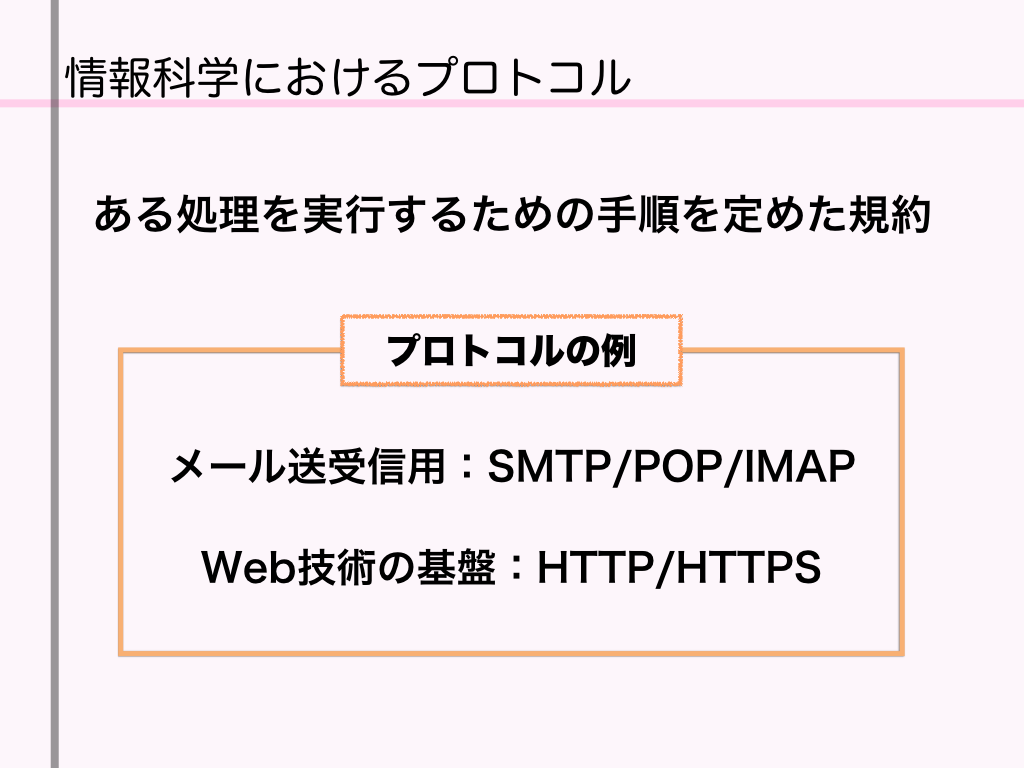 情報科学におけるプロトコル
ある処理を実行するための手順を定めた規約
プロトコルの例
メール送受信用：SMTP/POP/IMAP
Web技術の基盤：HTTP/HTTPS